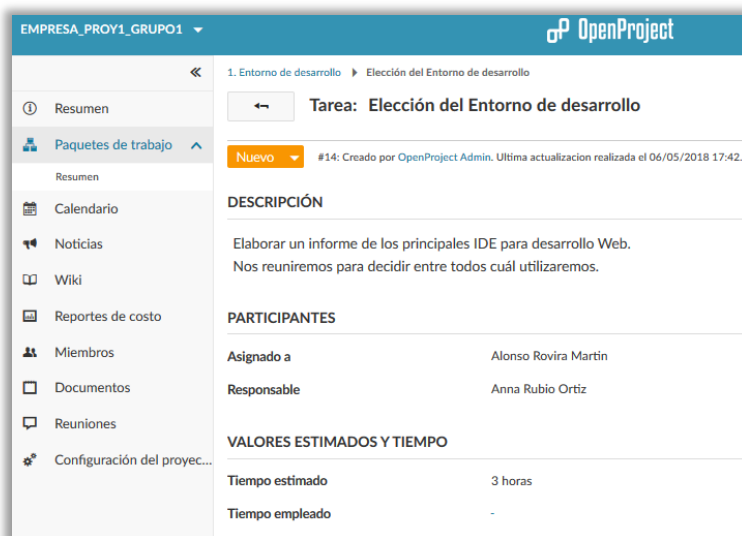 EMPRESA_PROY1_GRUPO1
OpenProject
1. Entorno de desarrollo Elección del Entorno de desarrollo
Resumen
Tarea: Elección del Entorno de desarrollo
Paquetes de trabajo
Nuevo #14: Creado por OpenProject Admin. Ultima actualizacion realizada el 06/05/2018 17:42.
Resumen
Calendario
Noticias
Wiki
Reportes de costo
Miembros
Documentos
Reuniones
Configuración del proyec...
DESCRIPCIÓN
Elaborar un informe de los principales IDE para desarrollo Web.
Nos reuniremos para decidir entre todos cuál utilizaremos.
PARTICIPANTES
Asignado a Alonso Rovira Martin
Responsable Anna Rubio Ortiz
VALORES ESTIMADOS Y TIEMPO
Tiempo estimado 3 horas
Tiempo empleado -